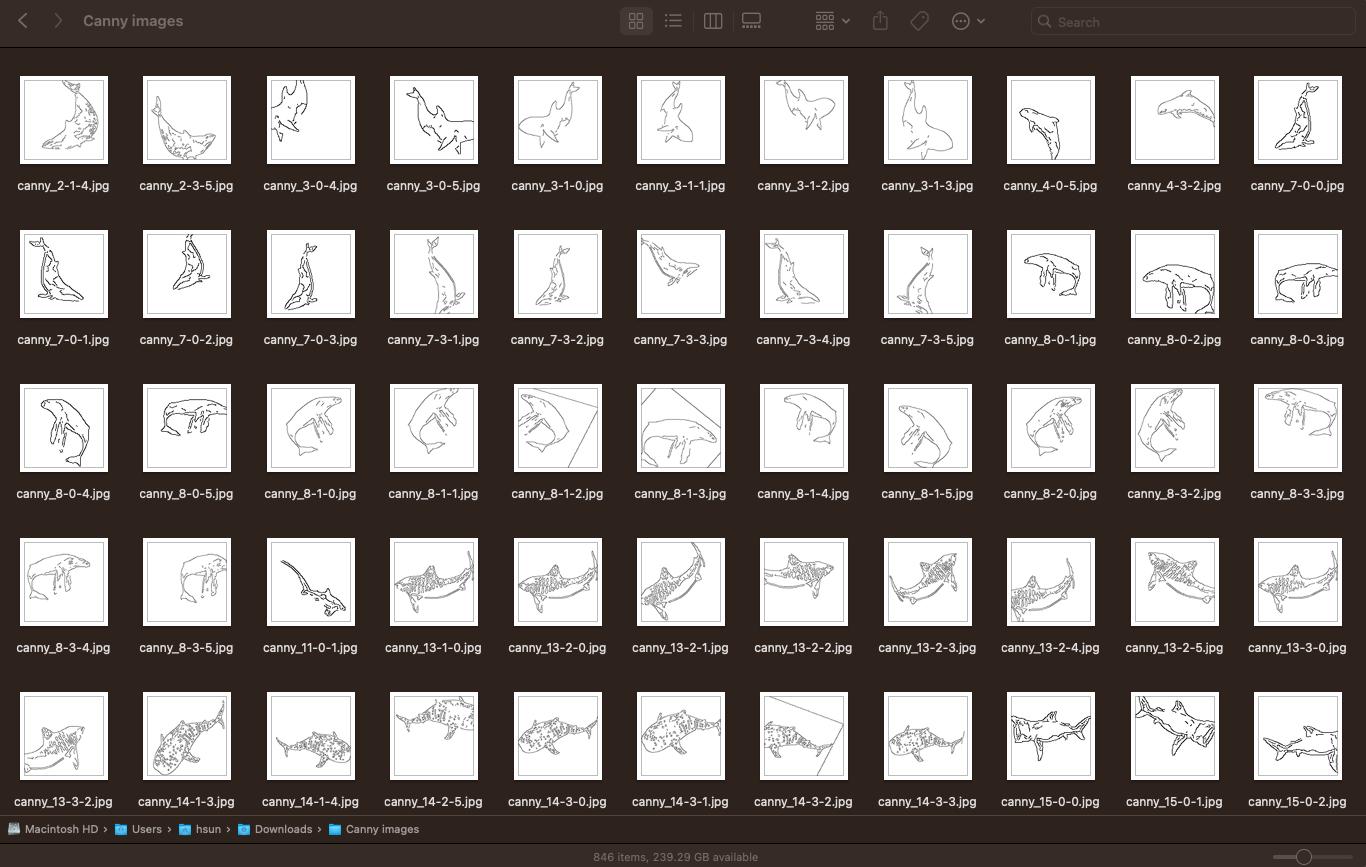 Canny images
Search
canny_2-1-4.jpg canny_2-3-5.jpg canny_3-0-4.jpg canny_3-0-5.jpg canny_3-1-0.jpg canny_3-1-1.jpg canny_3-1-2.jpg canny_3-1-3.jpg canny_4-0-5.jpg canny_4-3-2.jpg canny_7-0-0.jpg
canny_7-0-1.jpg canny_7-0-2.jpg canny_7-0-3.jpg canny_7-3-1.jpg canny_7-3-2.jpg canny_7-3-3.jpg canny_7-3-4.jpg canny_7-3-5.jpg canny_8-0-1.jpg canny_8-0-2.jpg canny_8-0-3.jpg
canny_8-0-4.jpg canny_8-0-5.jpg canny_8-1-0.jpg canny_8-1-1.jpg canny_8-1-2.jpg canny_8-1-3.jpg canny_8-1-4.jpg canny_8-1-5.jpg canny_8-2-0.jpg canny_8-3-2.jpg canny_8-3-3.jpg
canny_8-3-4.jpg canny_8-3-5.jpg canny_11-0-1.jpg canny_13-1-0.jpg canny_13-2-0.jpg canny_13-2-1.jpg canny_13-2-2.jpg canny_13-2-3.jpg canny_13-2-4.jpg canny_13-2-5.jpg canny_13-3-0.jpg
canny_13-3-2.jpg canny_14-1-3.jpg canny_14-1-4.jpg canny_14-2-5.jpg canny_14-3-0.jpg canny_14-3-1.jpg canny_14-3-2.jpg canny_14-3-3.jpg canny_15-0-0.jpg canny_15-0-1.jpg canny_15-0-2.jpg
Macintosh HD › Users › hsun › Downloads › Canny images
846 items, 239.29 GB available